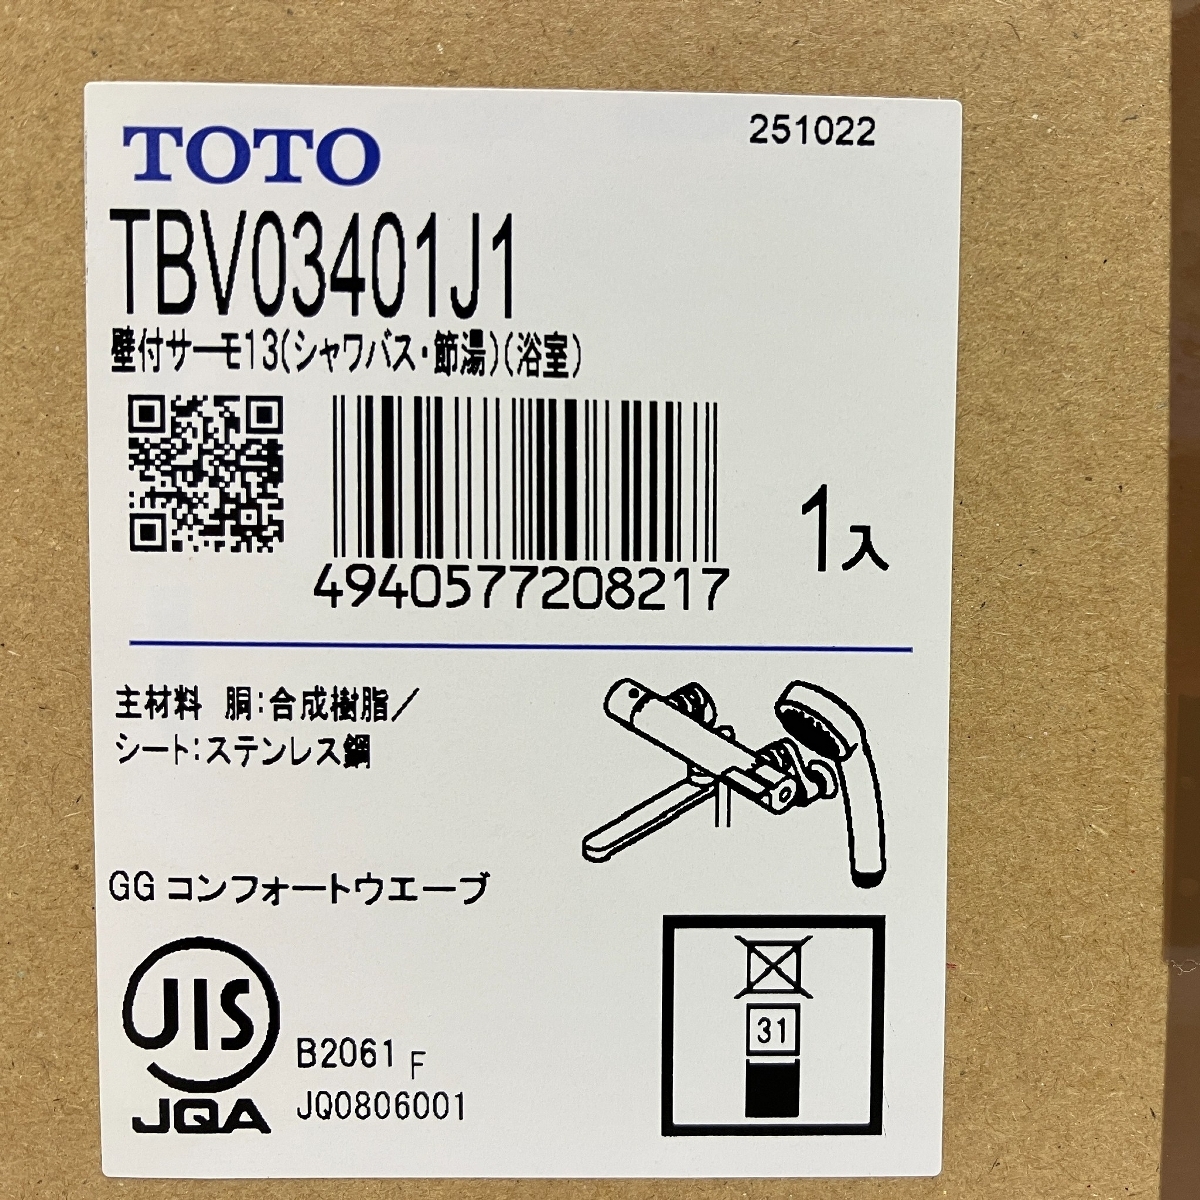 251022
TOTO
TBV03401J1
壁付サーモ13(シャワバス・節湯)(浴室)
4940577208217
1入
主材料 胴:合成樹脂/
シート:ステンレス鋼
GG コンフォートウエーブ
JIS
B2061 F
JQA
JQ0806001
31